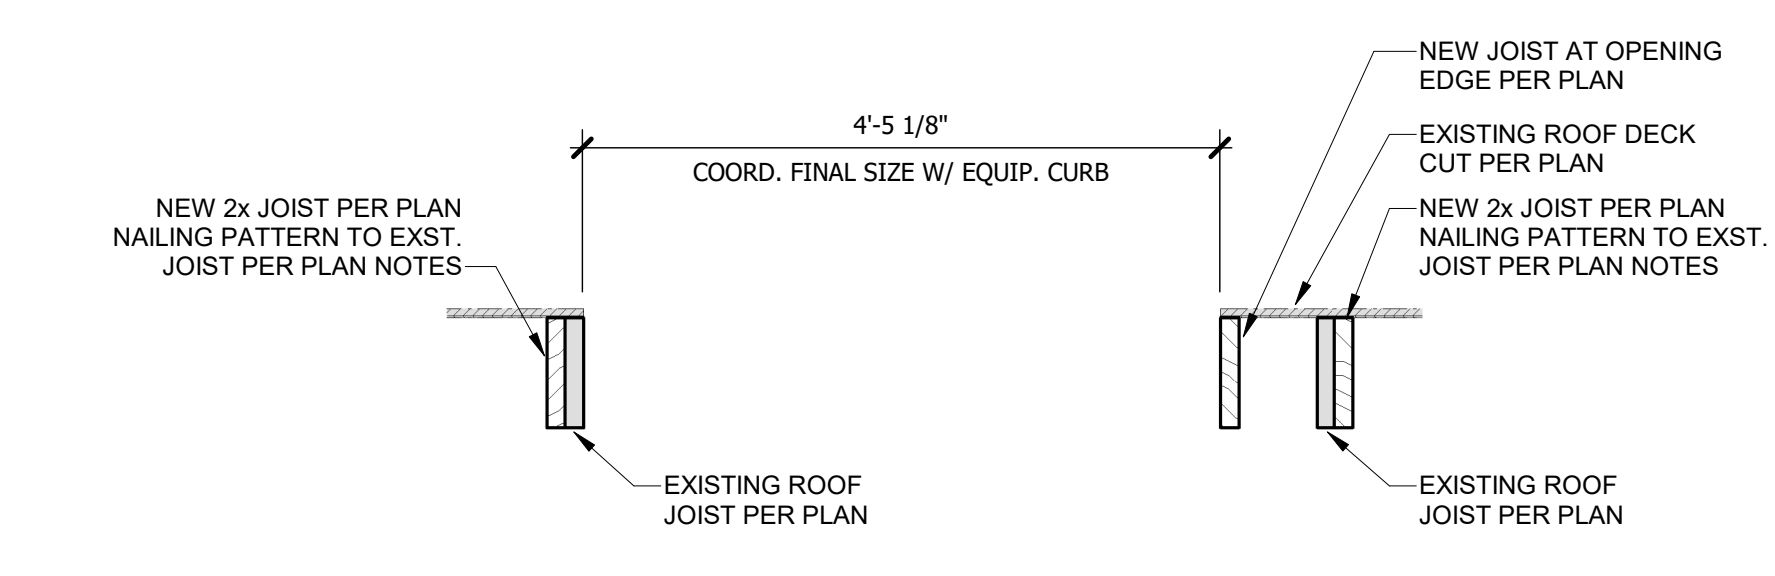 NEW JOIST AT OPENING
EDGE PER PLAN
4'-5 1/8"
COORD. FINAL SIZE W/ EQUIP. CURB
EXISTING ROOF DECK
CUT PER PLAN
NEW 2x JOIST PER PLAN
NAILING PATTERN TO EXST.
JOIST PER PLAN NOTES
NEW 2x JOIST PER PLAN
NAILING PATTERN TO EXST.
JOIST PER PLAN NOTES
EXISTING ROOF
JOIST PER PLAN
EXISTING ROOF
JOIST PER PLAN